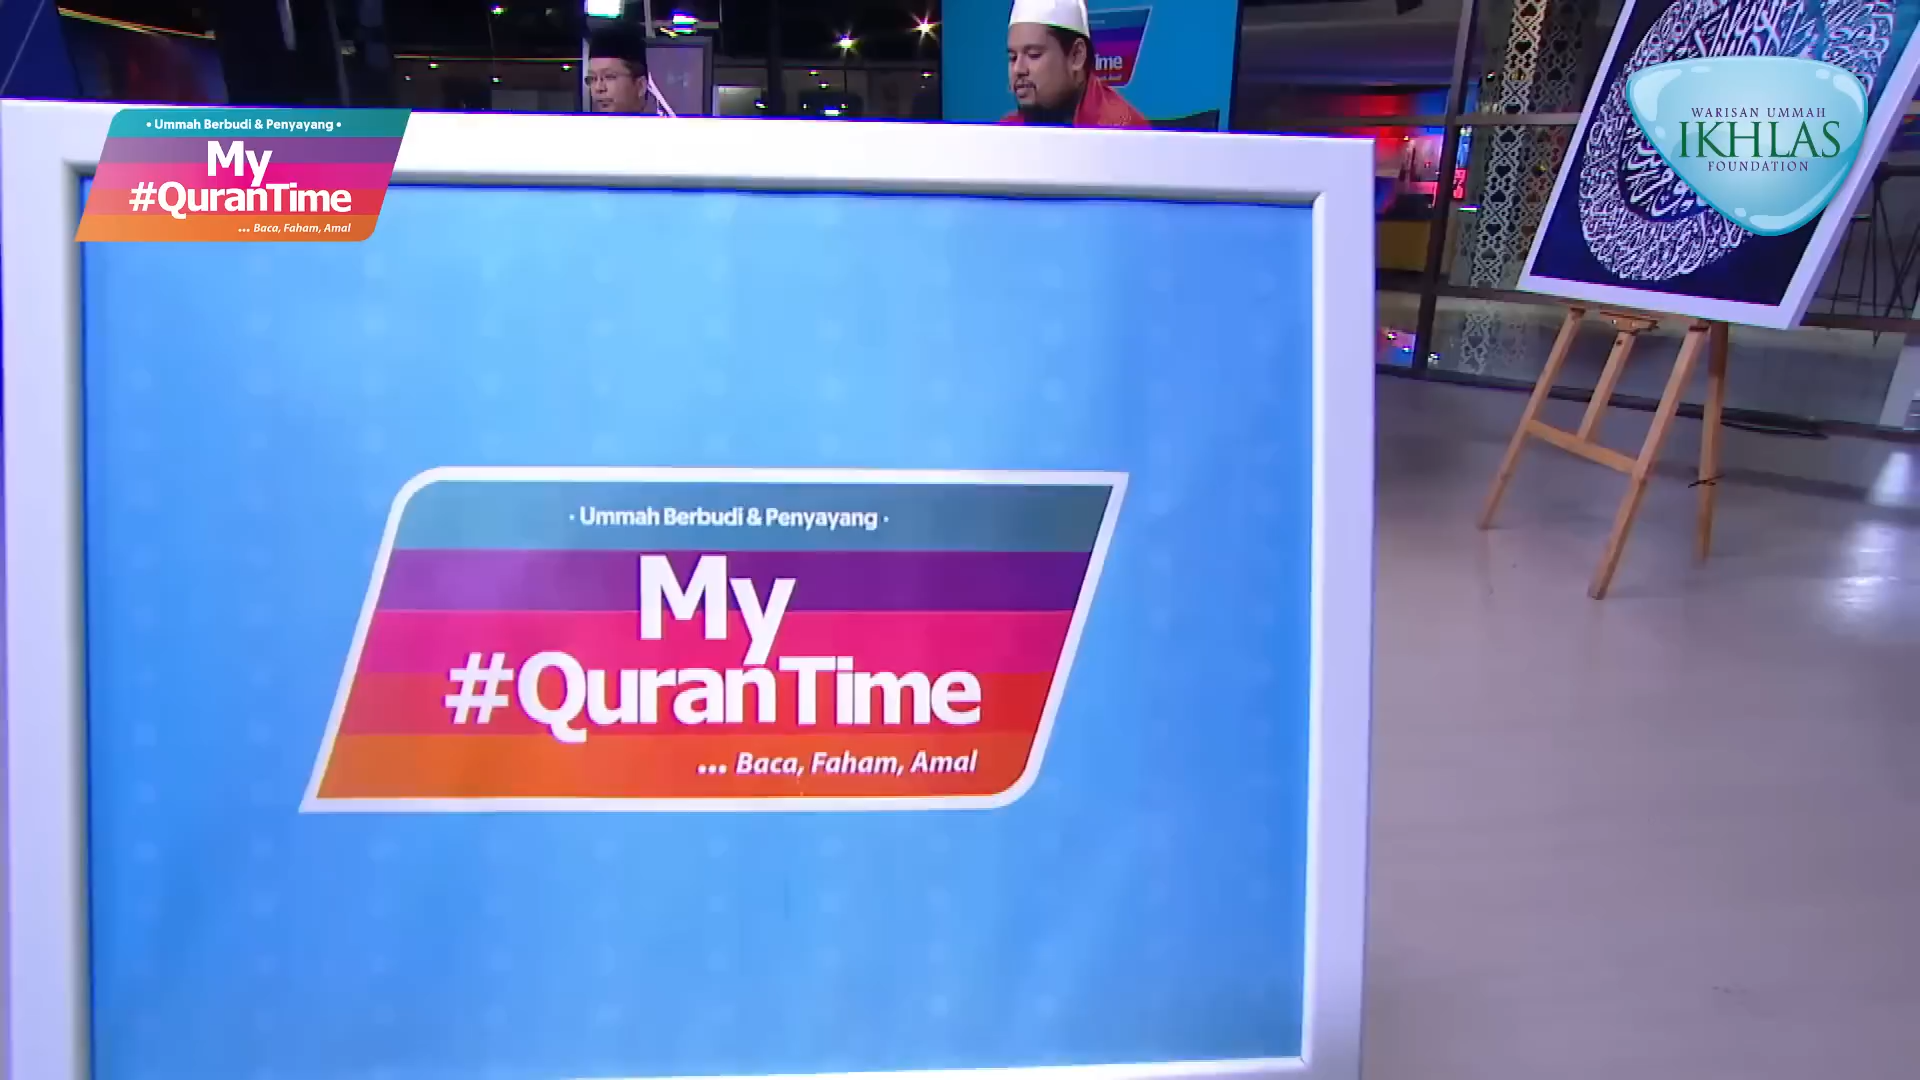 • Ummah Berbudi & Penyayang •
My
#QuranTime
... Baca, Faham, Amal
WARISAN UMMAH
IKHLAS
FOUNDATION
· Ummah Berbudi & Penyayang ·
My
#QuranTime
... Baca, Faham, Amal
ime